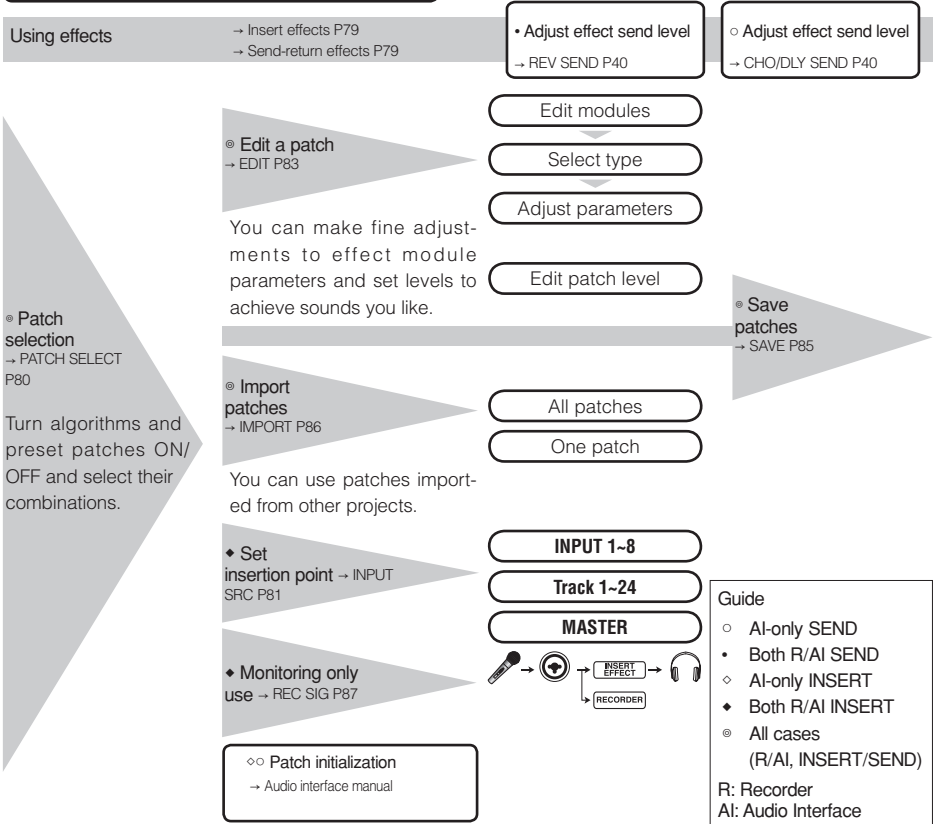 Using effects
→ Insert effects P79
→ Send-return effects P79
• Adjust effect send level
→ REV SEND P40
○ Adjust effect send level
→ CHO/DLY SEND P40
◎ Patch
selection
→ PATCH SELECT
P80
Turn algorithms and
preset patches ON/
OFF and select their
combinations.
◎ Edit a patch
→ EDIT P83
You can make fine adjust-
ments to effect module
parameters and set levels to
achieve sounds you like.
Edit modules
Select type
Adjust parameters
Edit patch level
◎ Save
patches
→ SAVE P85
◎ Import
patches
→ IMPORT P86
You can use patches import-
ed from other projects.
All patches
One patch
◆ Set
insertion point → INPUT
SRC P81
INPUT 1~8
Track 1~24
MASTER
◆ Monitoring only
use → REC SIG P87
→ → INSERT EFFECT →
RECORDER
◇○ Patch initialization
→ Audio interface manual
Guide
○ AI-only SEND
• Both R/AI SEND
◇ AI-only INSERT
◆ Both R/AI INSERT
◎ All cases
(R/AI, INSERT/SEND)
R: Recorder
AI: Audio Interface